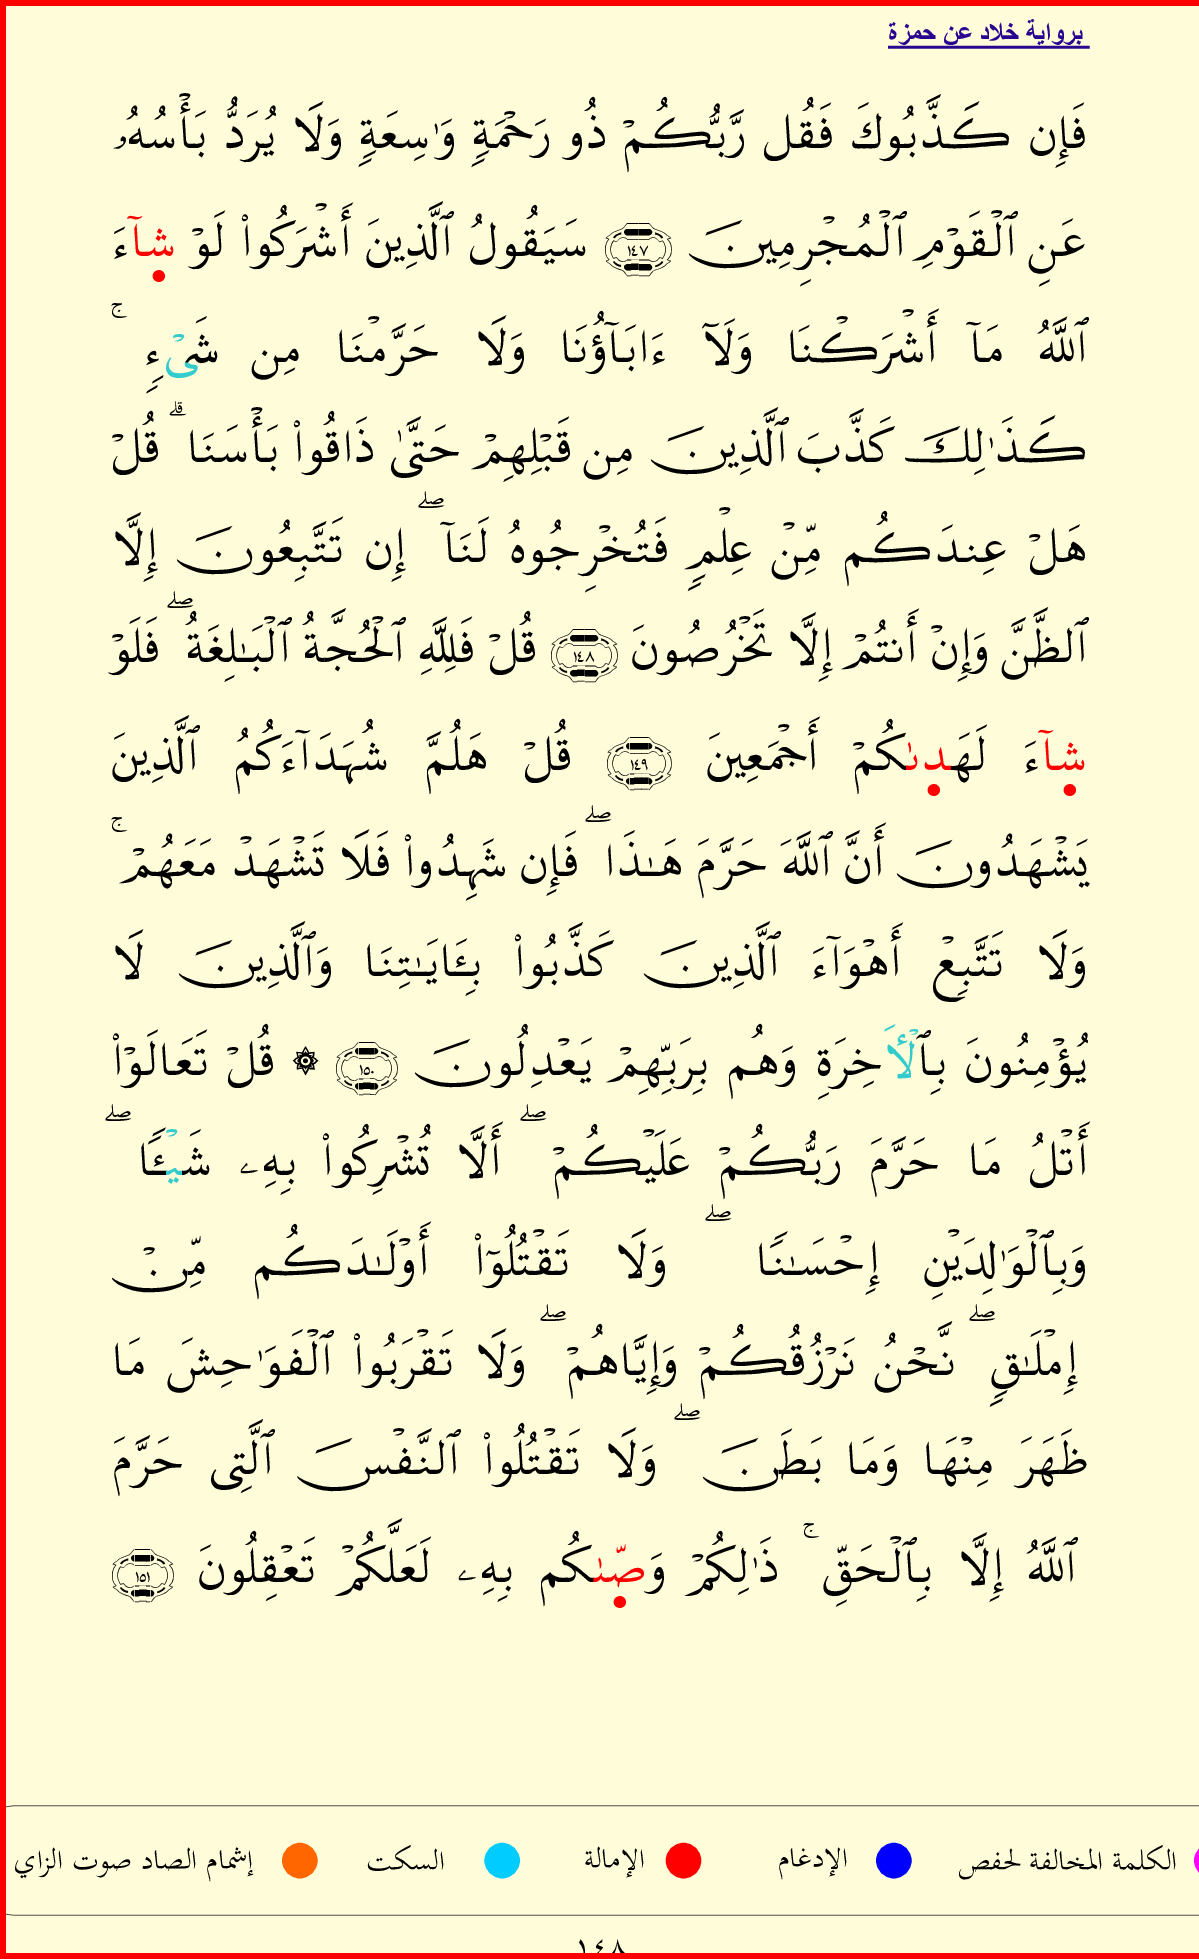 برواية خلاد عن حمزة
فَإِن كَذَّبُوكَ فَقُل رَّبُّكُمْ ذُو رَحْمَةٍ وَٰسِعَةٍ وَلَا يُرَدُّ بَأْسُهُۥ
عَنِ ٱلْقَوْمِ ٱلْمُجْرِمِينَ ١٤٧ سَيَقُولُ ٱلَّذِينَ أَشْرَكُوا۟ لَوْ شَآءَ
ٱللَّهُ مَآ أَشْرَكْنَا وَلَآ ءَابَآؤُنَا وَلَا حَرَّمْنَا مِن شَىْءٍ ۚ
كَذَٰلِكَ كَذَّبَ ٱلَّذِينَ مِن قَبْلِهِمْ حَتَّىٰ ذَاقُوا۟ بَأْسَنَا ۗ قُلْ
هَلْ عِندَكُم مِّنْ عِلْمٍ فَتُخْرِجُوهُ لَنَآ ۖ إِن تَتَّبِعُونَ إِلَّا
ٱلظَّنَّ وَإِنْ أَنتُمْ إِلَّا تَخْرُصُونَ ١٤٨ قُلْ فَلِلَّهِ ٱلْحُجَّةُ ٱلْبَـٰلِغَةُ ۖ فَلَوْ
شَآءَ لَهَدىٰكُمْ أَجْمَعِينَ ١٤٩ قُلْ هَلُمَّ شُهَدَآءَكُمُ ٱلَّذِينَ
يَشْهَدُونَ أَنَّ ٱللَّهَ حَرَّمَ هَـٰذَا ۖ فَإِن شَهِدُوا۟ فَلَا تَشْهَدْ مَعَهُمْ ۚ
وَلَا تَتَّبِعْ أَهْوَآءَ ٱلَّذِينَ كَذَّبُوا۟ بِـَٔايَـٰتِنَا وَٱلَّذِينَ لَا
يُؤْمِنُونَ بِٱلْأَخِرَةِ وَهُم بِرَبِّهِمْ يَعْدِلُونَ ١٥٠ ۞ قُلْ تَعَالَوْا۟
أَتْلُ مَا حَرَّمَ رَبُّكُمْ عَلَيْكُمْ ۖ أَلَّا تُشْرِكُوا۟ بِهِۦ شَيْـًٔا ۖ
وَبِٱلْوَٰلِدَيْنِ إِحْسَـٰنًا ۖ وَلَا تَقْتُلُوٓا۟ أَوْلَـٰدَكُم مِّنْ
إِمْلَـٰقٍ ۖ نَّحْنُ نَرْزُقُكُمْ وَإِيَّاهُمْ ۖ وَلَا تَقْرَبُوا۟ ٱلْفَوَٰحِشَ مَا
ظَهَرَ مِنْهَا وَمَا بَطَنَ ۖ وَلَا تَقْتُلُوا۟ ٱلنَّفْسَ ٱلَّتِى حَرَّمَ
ٱللَّهُ إِلَّا بِٱلْحَقِّ ۚ ذَٰلِكُمْ وَصّىٰكُم بِهِۦ لَعَلَّكُمْ تَعْقِلُونَ ١٥١
الكلمة المخالفة لحفص الإدغام الإمالة السكت إشمام الصاد صوت الزاي
١٤٨